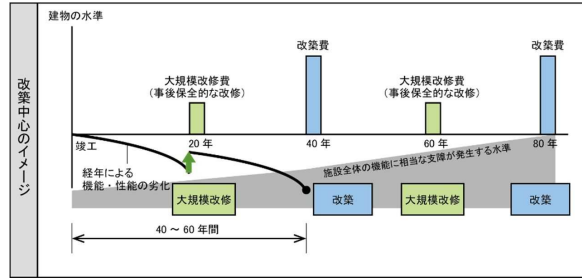 改築中心のイメージ
建物の水準
改築費
改築費
大規模改修費
(事後保全的な改修)
大規模改修費
(事後保全的な改修)
竣工
20 年
40 年
60 年
80 年
経年による
機能・性能の劣化
施設全体の機能に相当な支障が発生する水準
大規模改修
改築
大規模改修
改築
40 ~ 60 年間